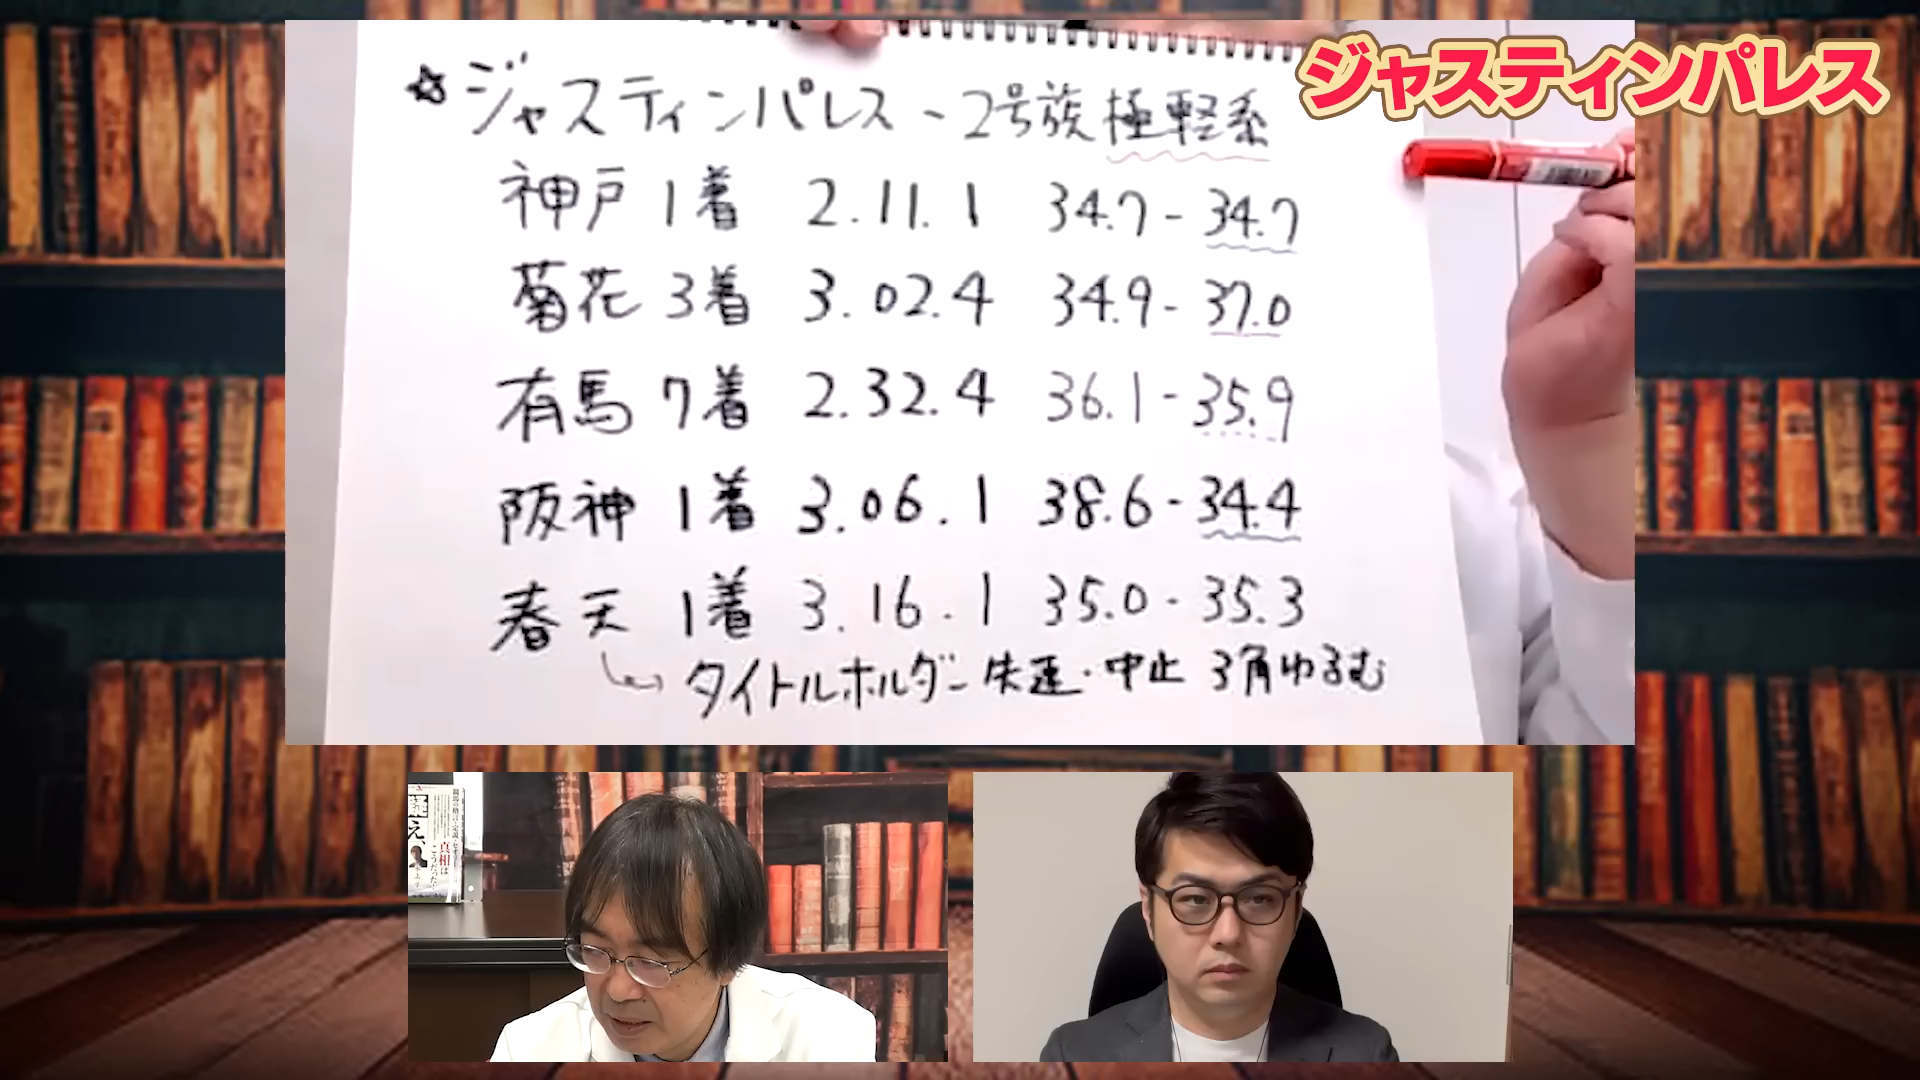 ジャスティンパレス
☆ジャスティンパレス - 2号族 極軽系
神戸 1着 2.11.1 34.7 - 34.7
菊花 3着 3.02.4 34.9 - 37.0
有馬 7着 2.32.4 36.1 - 35.9
阪神 1着 3.06.1 38.6 - 34.4
春天 1着 3.16.1 35.0 - 35.3
タイトルホルダー失速・中止 3角ゆるむ
真相は